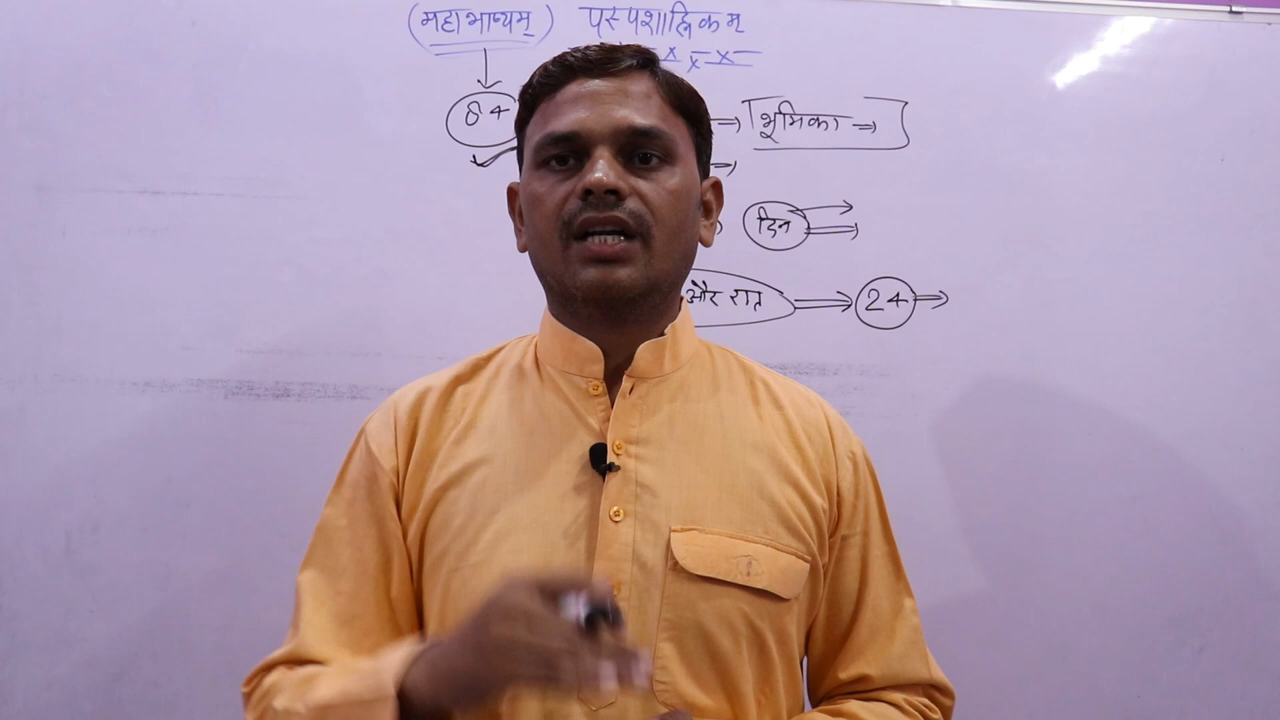 (महाभाष्यम्) पस्पशाह्निकम्
84
भूमिका
दिन
और रात 24